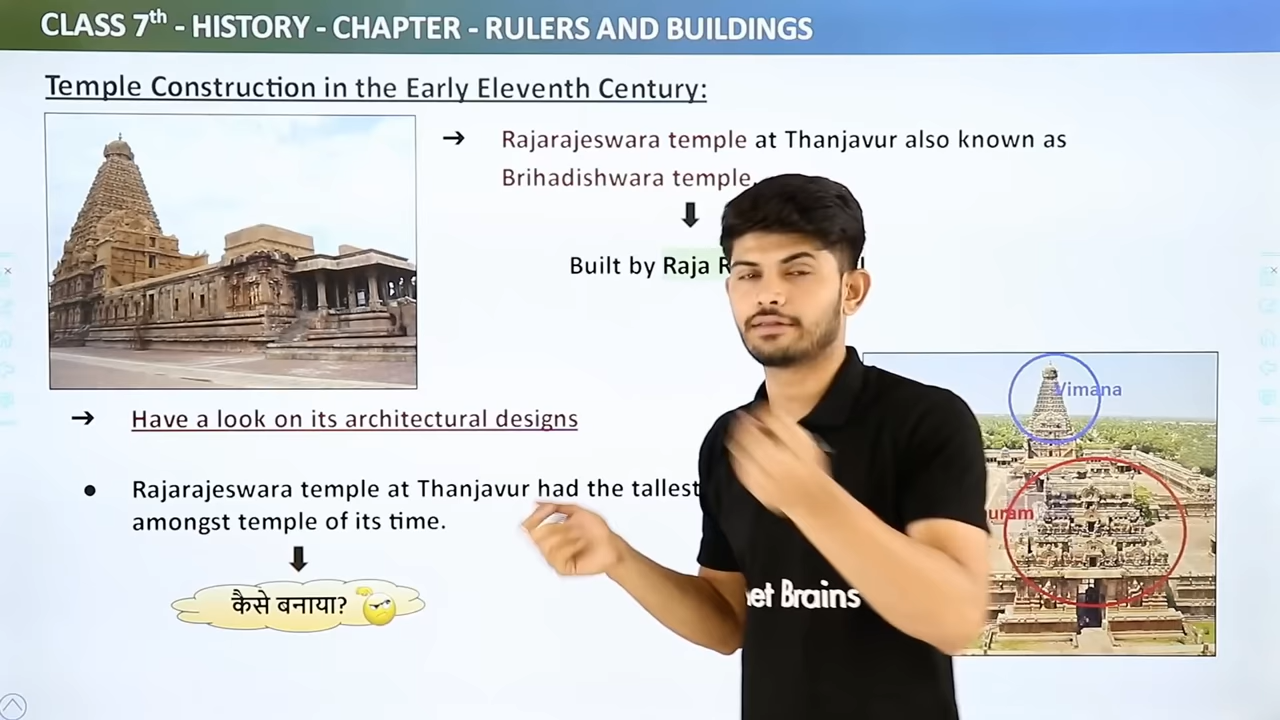 CLASS 7th - HISTORY - CHAPTER - RULERS AND BUILDINGS
Temple Construction in the Early Eleventh Century:
→ Rajarajeswara temple at Thanjavur also known as
Brihadishwara temple.
Built by Raja
Vimana
→ Have a look on its architectural designs
● Rajarajeswara temple at Thanjavur had the tallest
amongst temple of its time.
कैसे बनाया?
Brains